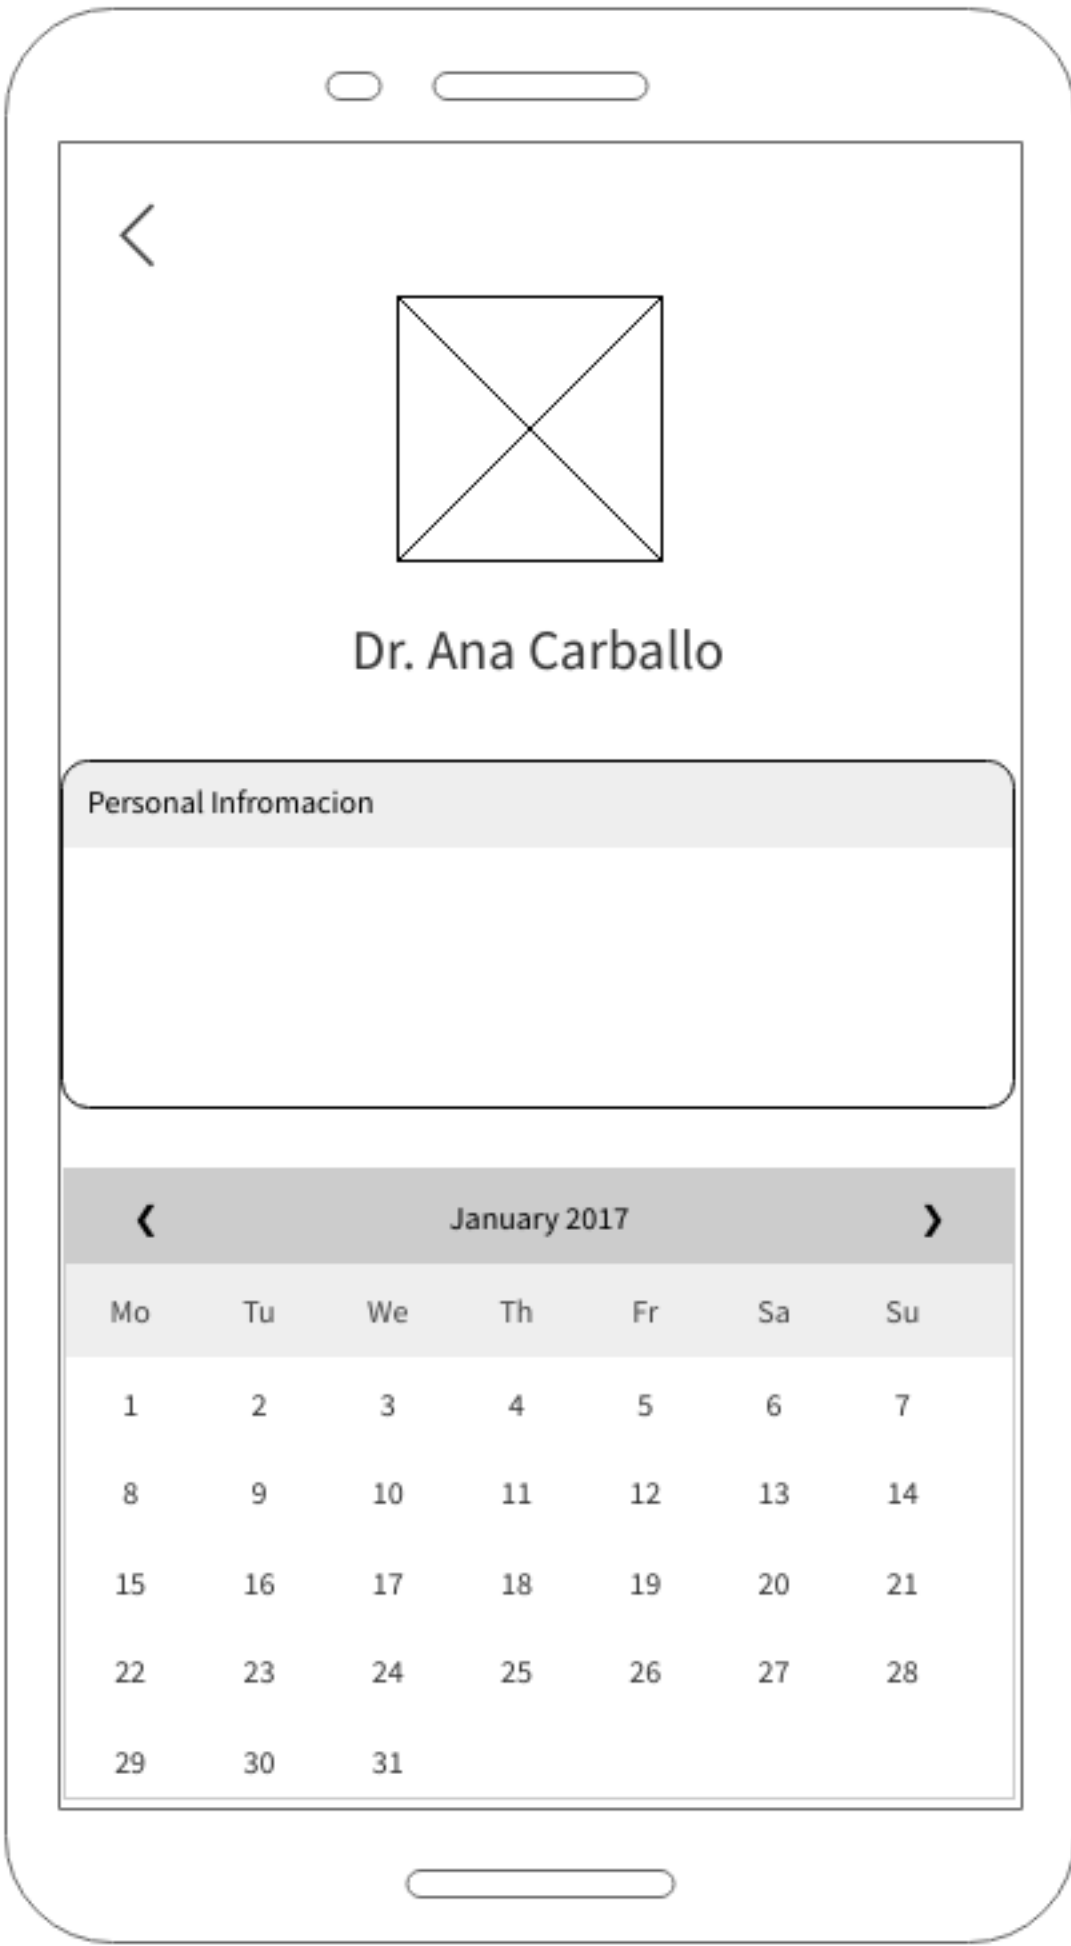 Dr. Ana Carballo
Personal Infromacion
❮ January 2017 ❯
Mo Tu We Th Fr Sa Su
1 2 3 4 5 6 7
8 9 10 11 12 13 14
15 16 17 18 19 20 21
22 23 24 25 26 27 28
29 30 31